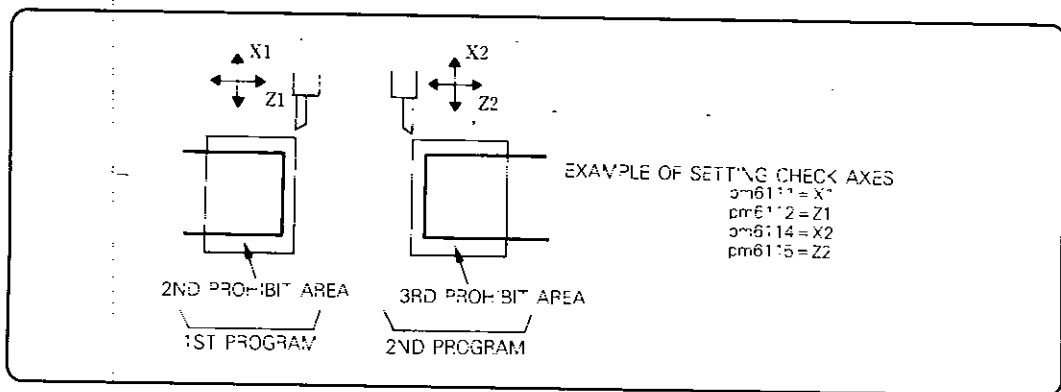 X1
Z1
X2
Z2
EXAMPLE OF SETTING CHECK AXES
pm6111=X1
pm6112=Z1
pm6114=X2
pm6115=Z2
2ND PROHIBIT AREA
3RD PROHIBIT AREA
1ST PROGRAM
2ND PROGRAM